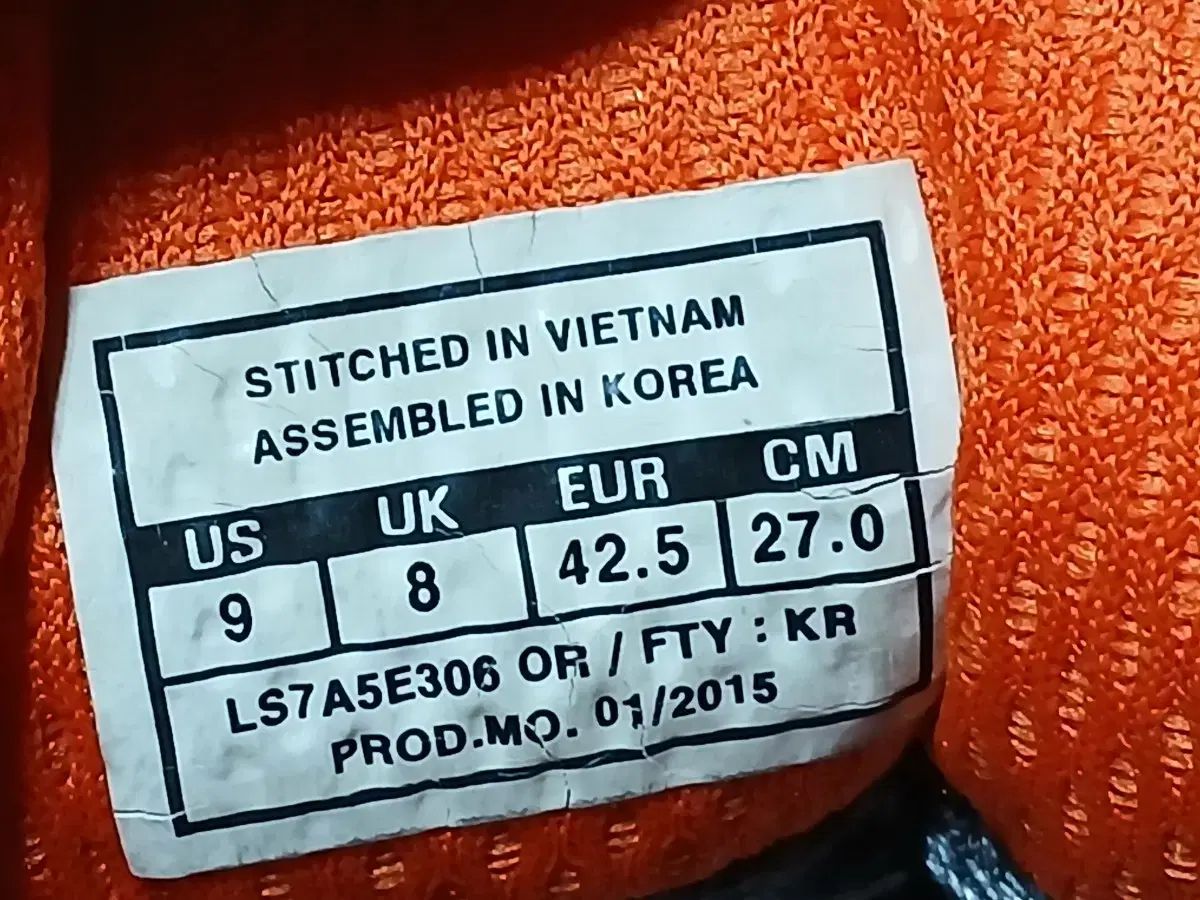 STITCHED IN VIETNAM
ASSEMBLED IN KOREA
US UK EUR CM
9 8 42.5 27.0
LS7A5E306 OR / FTY : KR
PROD.MO. 01/2015